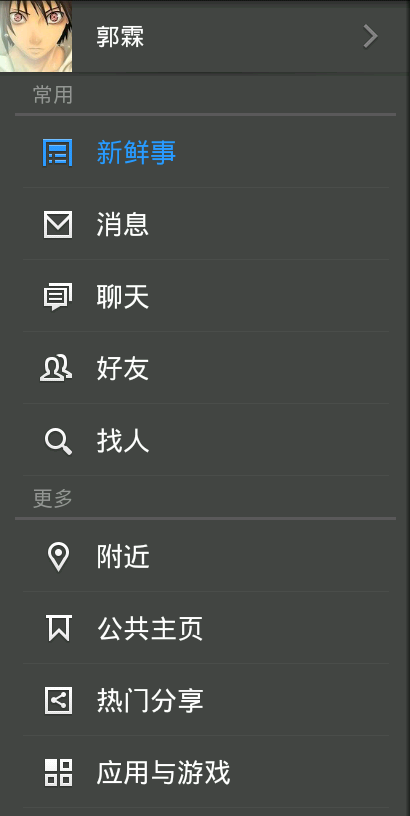 郭霖
常用
新鲜事
消息
聊天
好友
找人
更多
附近
公共主页
热门分享
应用与游戏